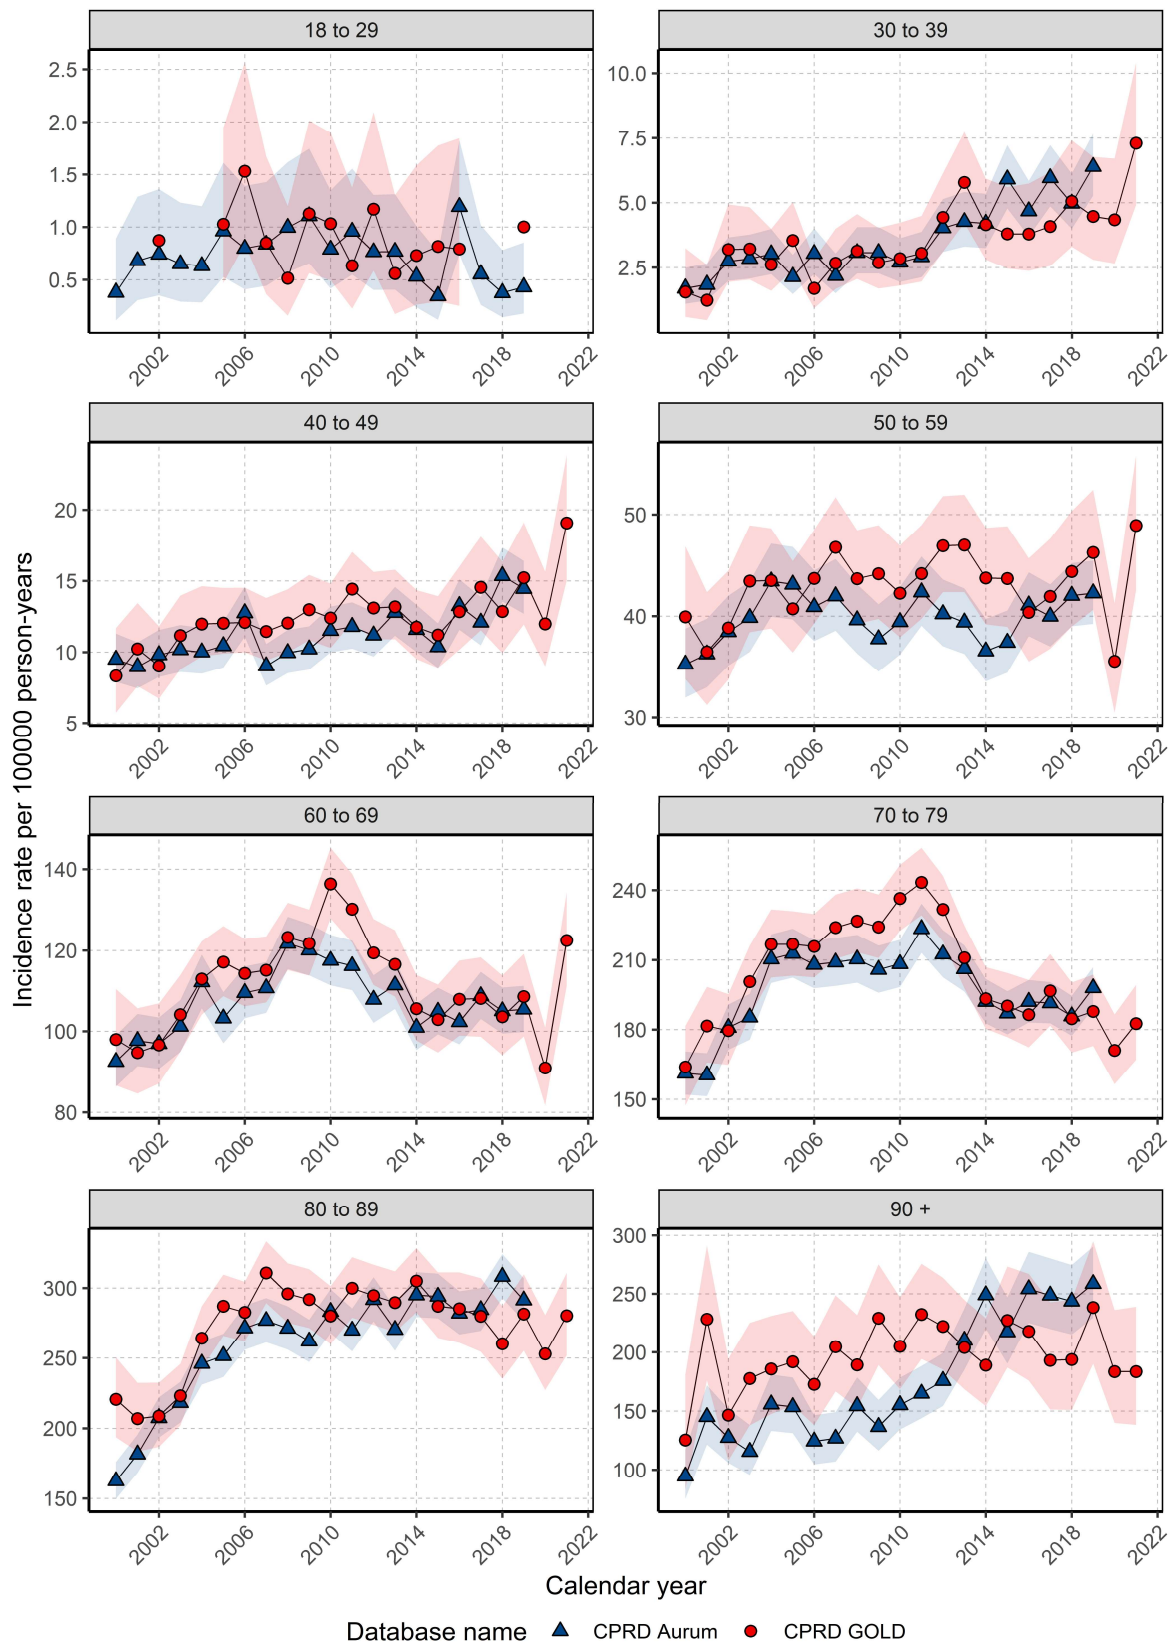 18 to 29
30 to 39
2.5
2.0
1.5
1.0
0.5
10.0
7.5
5.0
2.5
2002 2006 2010 2014 2018 2022
2002 2006 2010 2014 2018 2022
40 to 49
50 to 59
20
15
10
5
50
40
30
2002 2006 2010 2014 2018 2022
2002 2006 2010 2014 2018 2022
Incidence rate per 100000 person-years
60 to 69
70 to 79
140
120
100
80
240
210
180
150
2002 2006 2010 2014 2018 2022
2002 2006 2010 2014 2018 2022
80 to 89
90 +
300
250
200
150
300
250
200
150
100
2002 2006 2010 2014 2018 2022
2002 2006 2010 2014 2018 2022
Calendar year
Database name CPRD Aurum CPRD GOLD